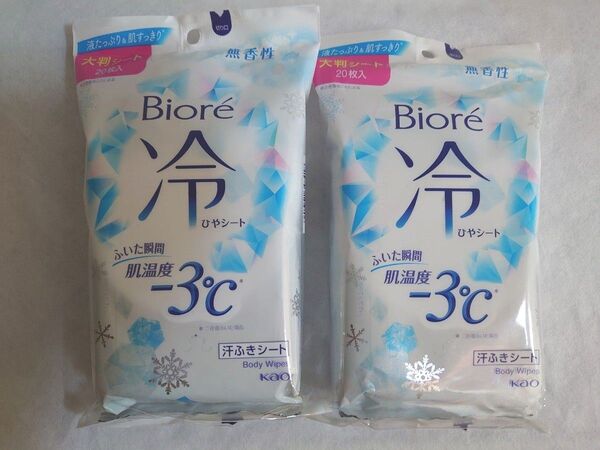 液たっぷり&肌すっきり
大判シート
20枚入
無香性
Bioré
冷
ひやシート
ふいた瞬間
肌温度
-3℃*
汗ふきシート
Body Wipes
Kao
液たっぷり&肌すっきり
大判シート
20枚入
無香性
Bioré
冷
ひやシート
ふいた瞬間
肌温度
-3℃*
汗ふきシート
Body Wipes
Kao